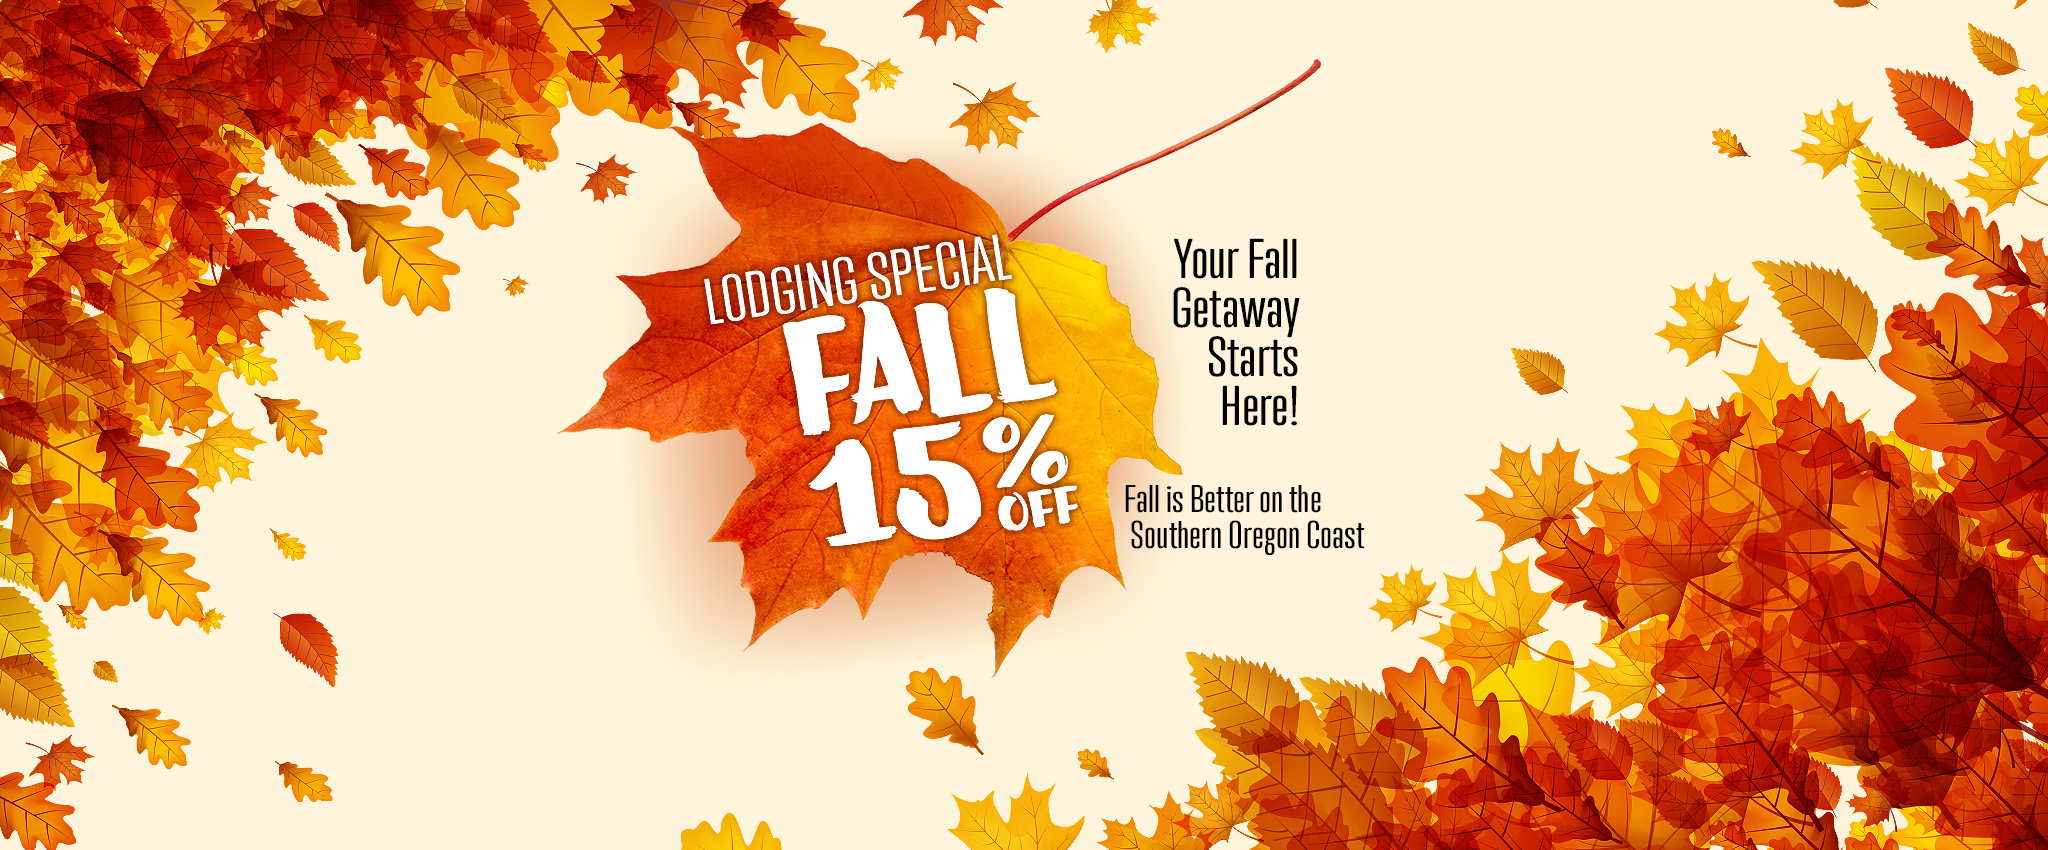 LODGING SPECIAL
FALL
15%
OFF
Your Fall
Getaway
Starts
Here!
Fall is Better on the
Southern Oregon Coast